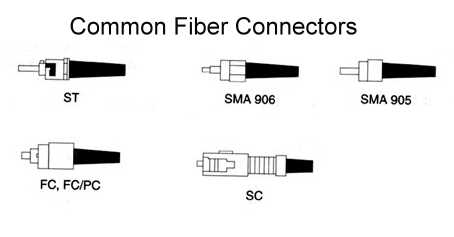 Common Fiber Connectors
ST
SMA 906
SMA 905
FC, FC/PC
SC